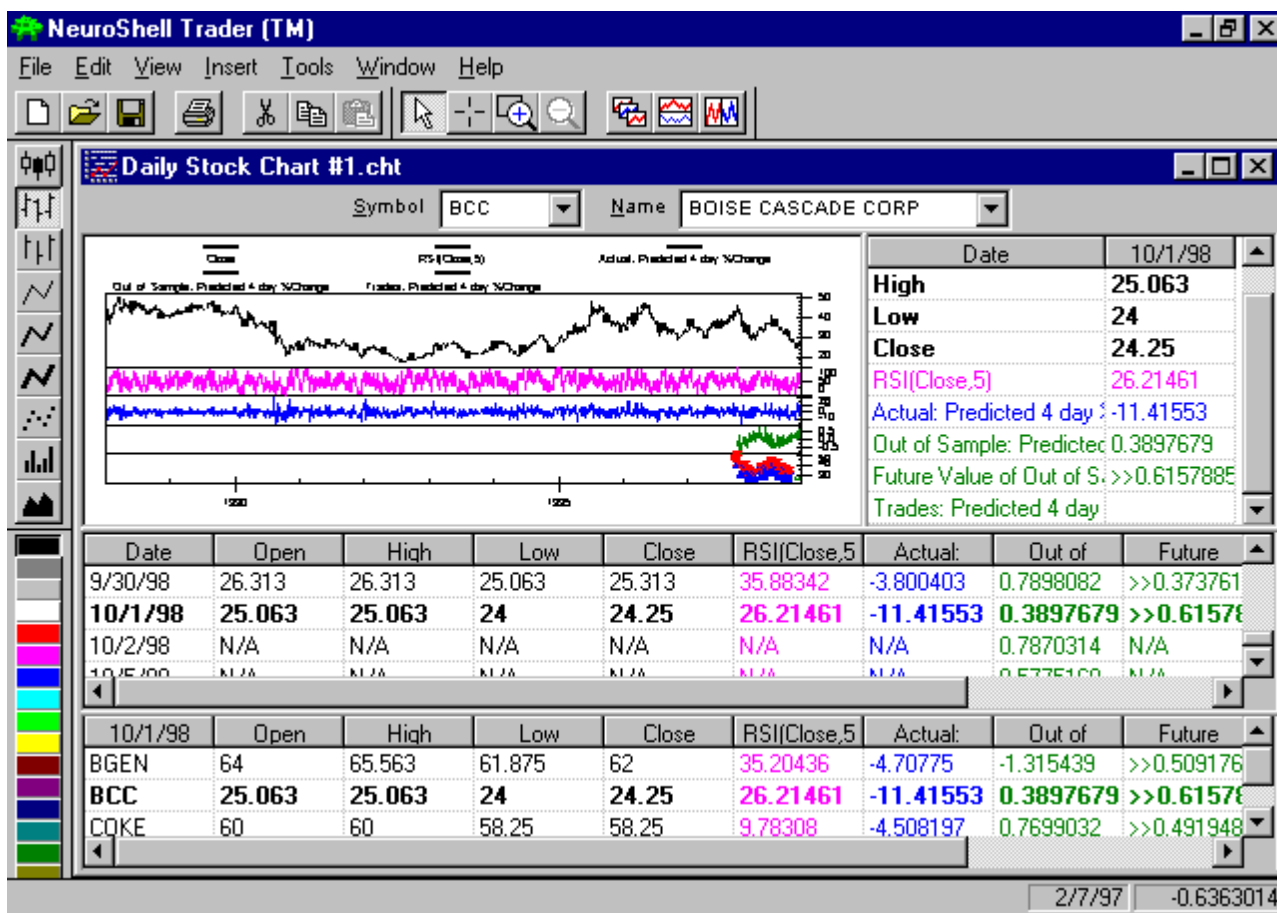 NeuroShell Trader (TM)
File Edit View Insert Tools Window Help
Daily Stock Chart #1.cht
Symbol BCC Name BOISE CASCADE CORP
Close RSI(Close,5) Actual: Predicted 4 day %Change
Out of Sample: Predicted 4 day %Change Trades: Predicted 4 day %Change
50
40
30
20
1990 1995
Date 10/1/98
High 25.063
Low 24
Close 24.25
RSI(Close,5) 26.21461
Actual: Predicted 4 day -11.41553
Out of Sample: Predicted 0.3897679
Future Value of Out of S >>0.6157885
Trades: Predicted 4 day
Date Open High Low Close RSI(Close,5 Actual: Out of Future
9/30/98 26.313 26.313 25.063 25.313 35.88342 -3.800403 0.7898082 >>0.373761
10/1/98 25.063 25.063 24 24.25 26.21461 -11.41553 0.3897679 >>0.6157
10/2/98 N/A N/A N/A N/A N/A N/A 0.7870314 N/A
10/1/98 Open High Low Close RSI(Close,5 Actual: Out of Future
BGEN 64 65.563 61.875 62 35.20436 -4.70775 -1.315439 >>0.509176
BCC 25.063 25.063 24 24.25 26.21461 -11.41553 0.3897679 >>0.6157
COKE 60 60 58.25 58.25 9.78308 -4.508197 0.7699032 >>0.491948
2/7/97 -0.6363014